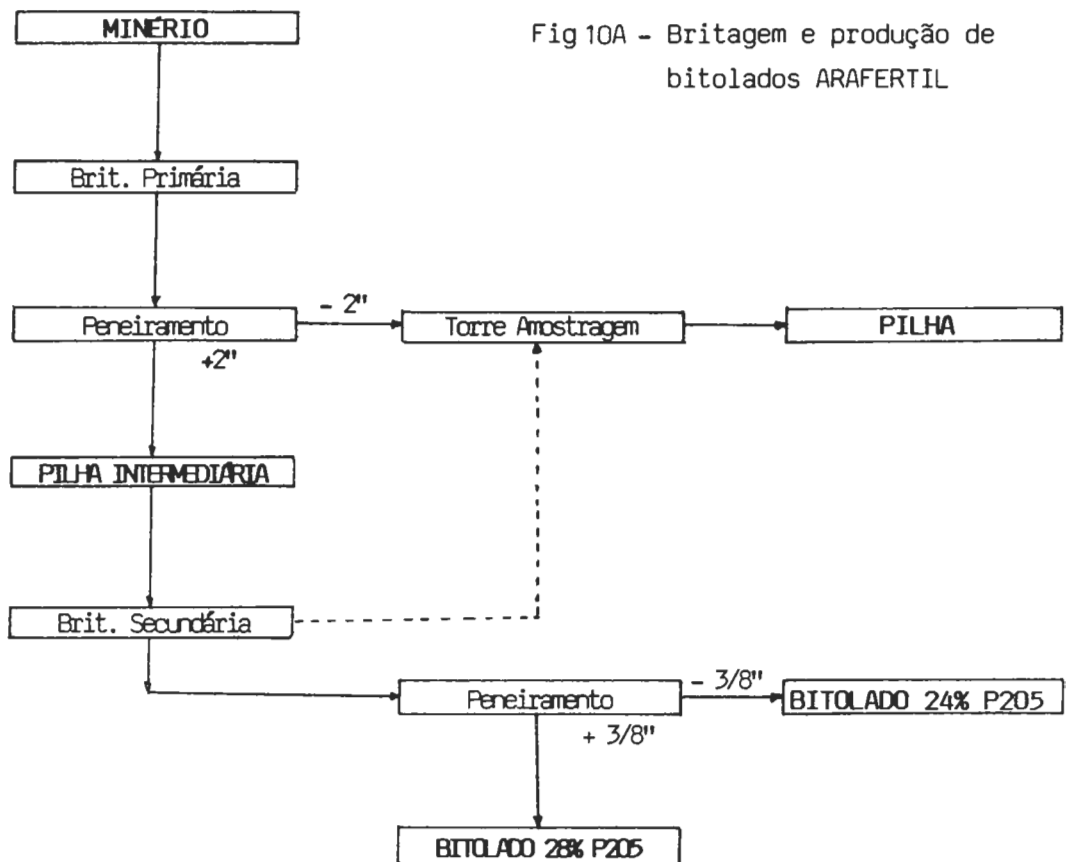 MINÉRIO
Fig 10A - Britagem e produção de
bitolados ARAFERTIL
Brit. Primária
Peneiramento
- 2"
+2"
Torre Amostragem
PILHA
PILHA INTERMEDIÁRIA
Brit. Secundária
Peneiramento
- 3/8"
+ 3/8"
BITOLADO 24% P205
BITOLADO 28% P205